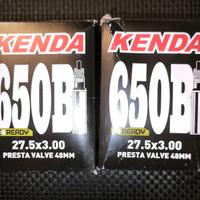 KENDA
650B
READY
27.5x3.00
PRESTA VALVE 48MM
KENDA
650B
READY
27.5x3.00
PRESTA VALVE 48MM